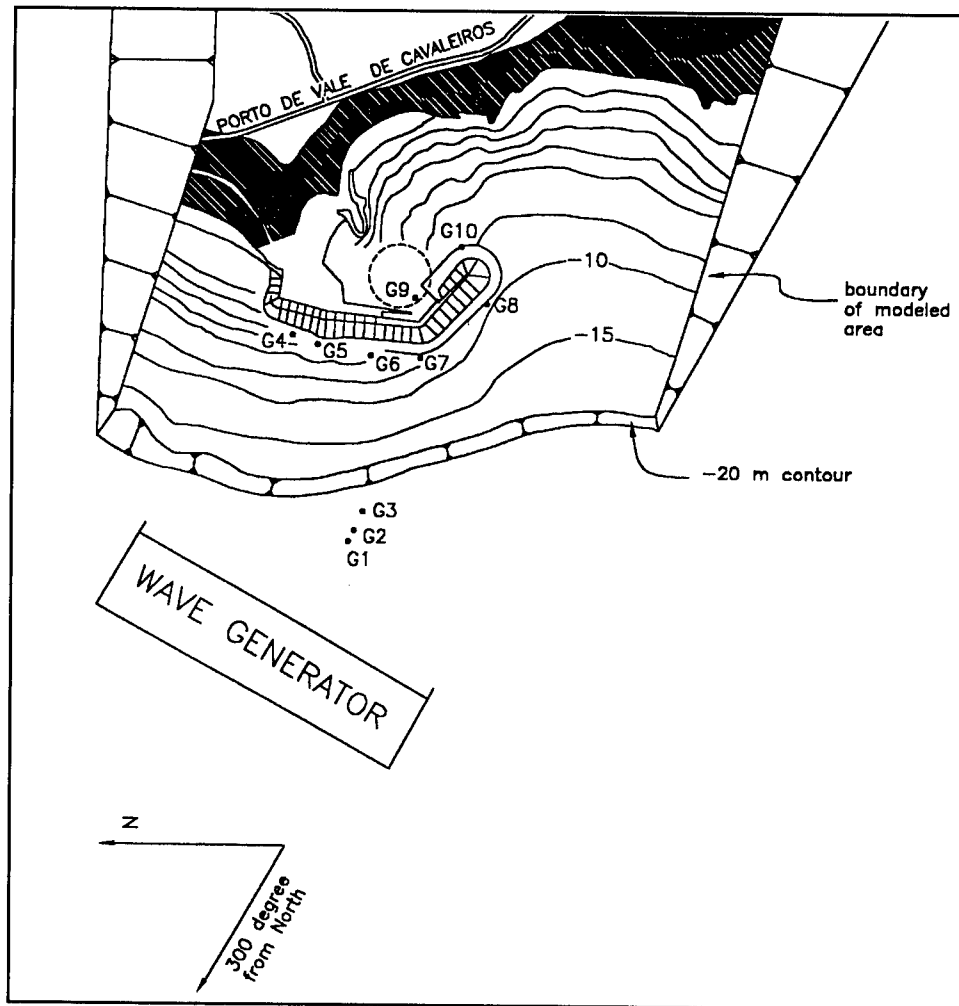 PORTO DE VALE DE CAVALEIROS
G10
-10
G9
G8
boundary
of modeled
area
G4
G5
-15
G6
G7
-20 m contour
G3
G2
G1
WAVE GENERATOR
N
300 degree
from North